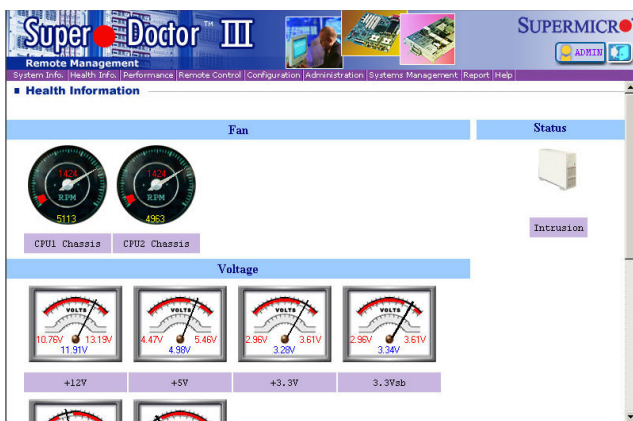 Super Doctor ™ III
SUPERMICRO
Remote Management
ADMIN
System Info. |Health Info. |Performance |Remote Control |Configuration |Administration |Systems Management |Report |Help|
Health Information
Fan
Status
1424
RPM
5113
1424
RPM
4963
CPU1 Chassis
CPU2 Chassis
Intrusion
Voltage
VOLTS
10.76V 13.19V
11.91V
VOLTS
4.47V 5.46V
4.98V
VOLTS
2.96V 3.61V
3.28V
VOLTS
2.96V 3.61V
3.34V
+12V
+5V
+3.3V
3.3Vsb